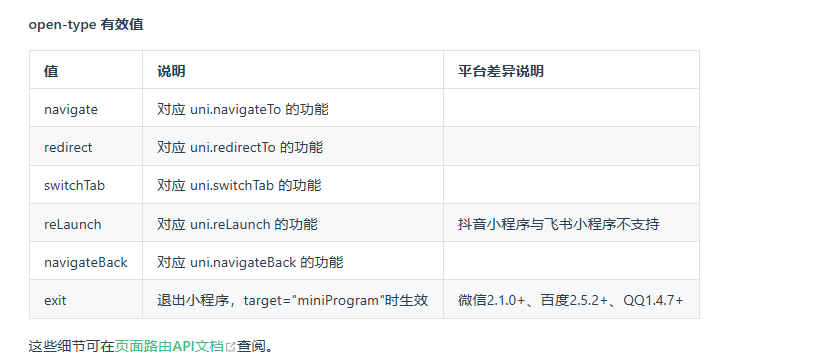 open-type 有效值
值 说明 平台差异说明
navigate 对应 uni.navigateTo 的功能
redirect 对应 uni.redirectTo 的功能
switchTab 对应 uni.switchTab 的功能
reLaunch 对应 uni.reLaunch 的功能 抖音小程序与飞书小程序不支持
navigateBack 对应 uni.navigateBack 的功能
exit 退出小程序，target="miniProgram"时生效 微信2.1.0+、百度2.5.2+、QQ1.4.7+
这些细节可在页面路由API文档查阅。